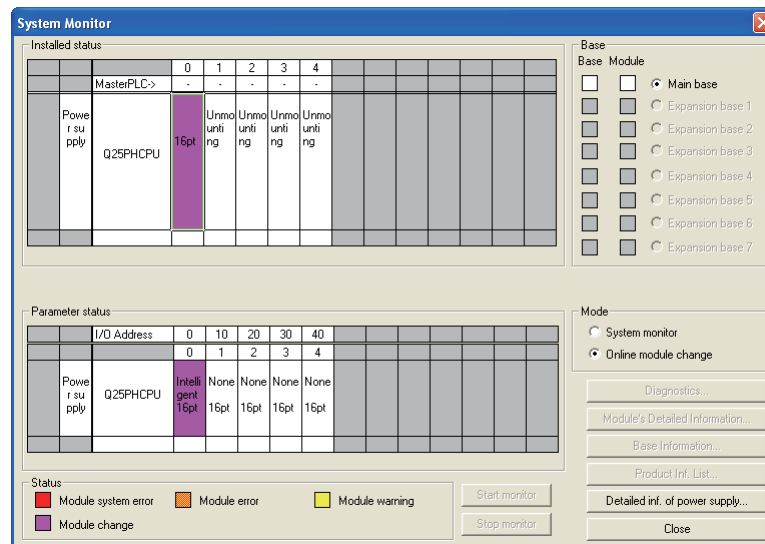 System Monitor
Installed status
0 1 2 3 4
MasterPLC-> - - - - -
Powe
r su
pply
Q25PHCPU
16pt
Unmo
unti
ng
Unmo
unti
ng
Unmo
unti
ng
Unmo
unti
ng
Base
Base Module
Main base
Expansion base 1
Expansion base 2
Expansion base 3
Expansion base 4
Expansion base 5
Expansion base 6
Expansion base 7
Parameter status
I/O Address 0 10 20 30 40
0 1 2 3 4
Powe
r su
pply
Q25PHCPU
Intelli
gent
16pt
None
16pt
None
16pt
None
16pt
None
16pt
Mode
System monitor
Online module change
Diagnostics...
Module's Detailed Information...
Base Information...
Product Inf. List...
Detailed inf. of power supply...
Close
Status
Module system error
Module error
Module warning
Module change
Start monitor
Stop monitor